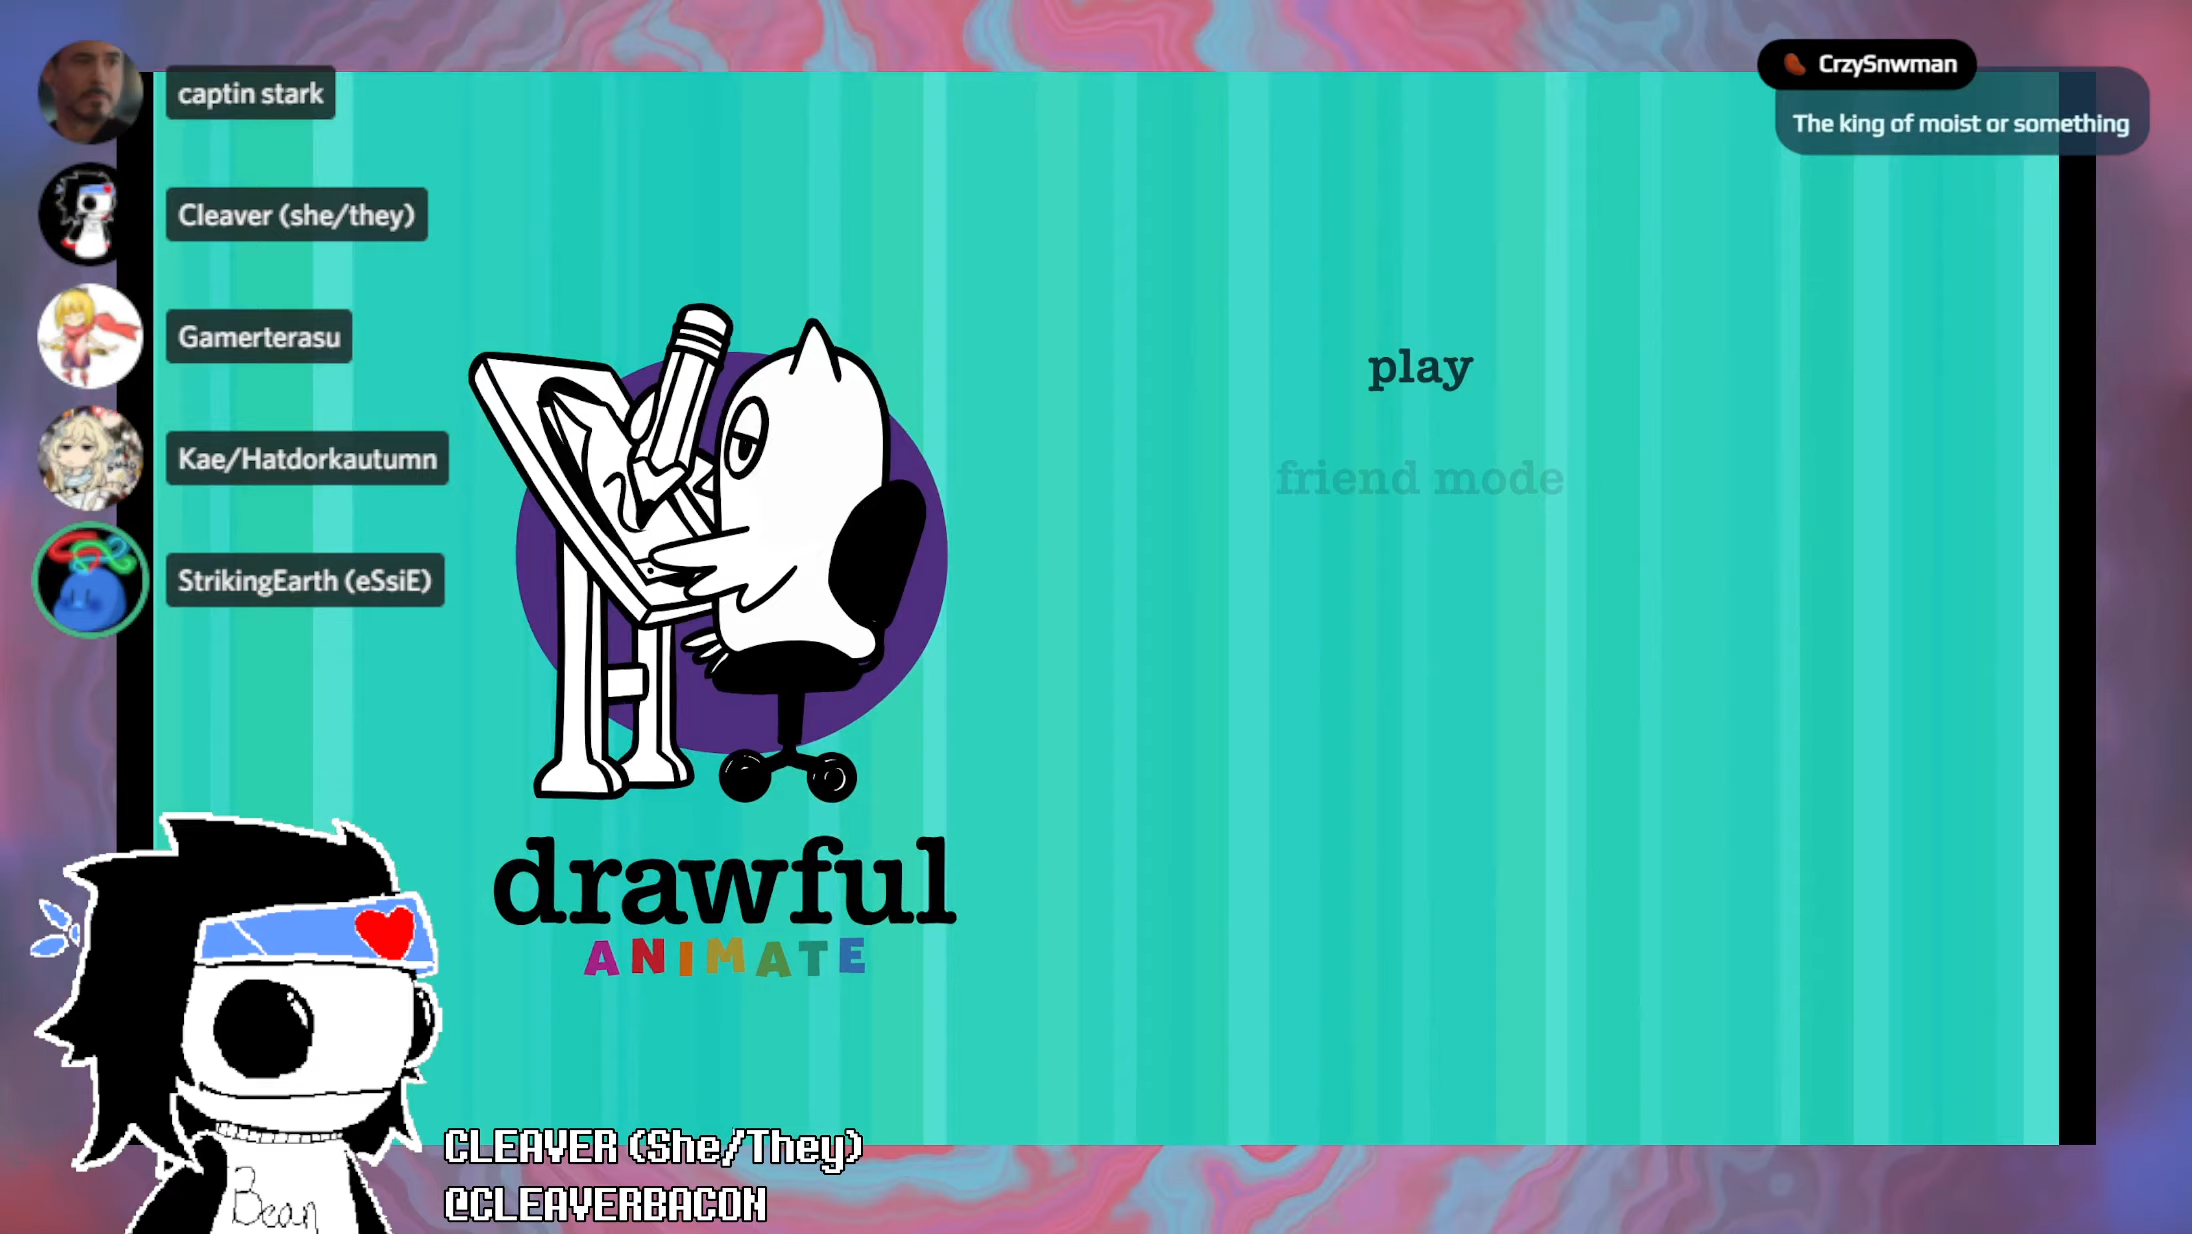 captin stark
Cleaver (she/they)
Gamerterasu
Kae/Hatdorkautumn
StrikingEarth (eSsiE)
CrzySnwman
The king of moist or something
play
friend mode
drawful
ANIMATE
Bean
CLEAVER (She/They)
@CLEAVERBACON